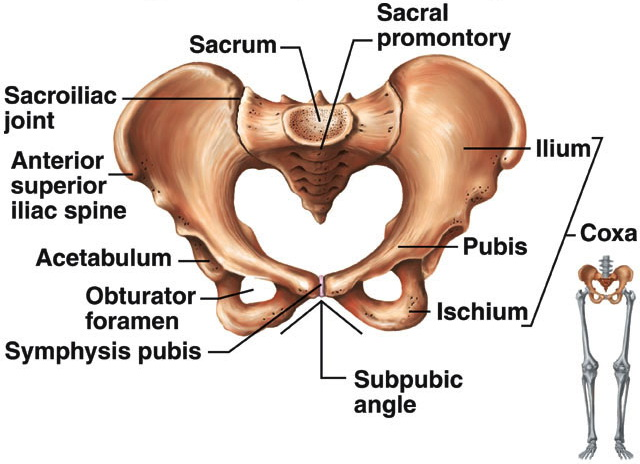 Sacral
promontory
Sacrum
Sacroiliac
joint
Ilium
Anterior
superior
iliac spine
Coxa
Pubis
Acetabulum
Obturator
foramen
Ischium
Symphysis pubis
Subpubic
angle